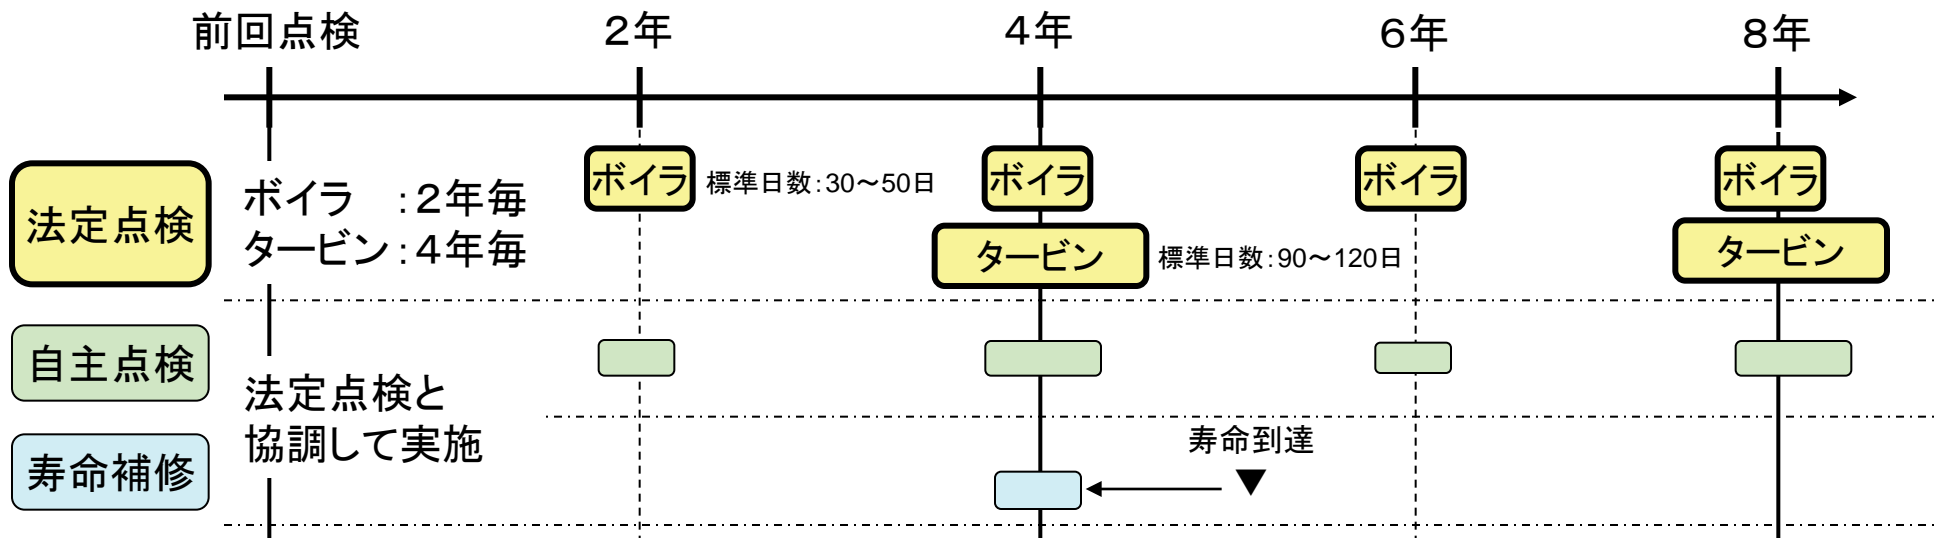 前回点検
2年
4年
6年
8年
法定点検
ボイラ :2年毎
タービン:4年毎
ボイラ
標準日数:30～50日
ボイラ
ボイラ
ボイラ
タービン
標準日数:90～120日
タービン
自主点検
法定点検と
協調して実施
寿命補修
寿命到達